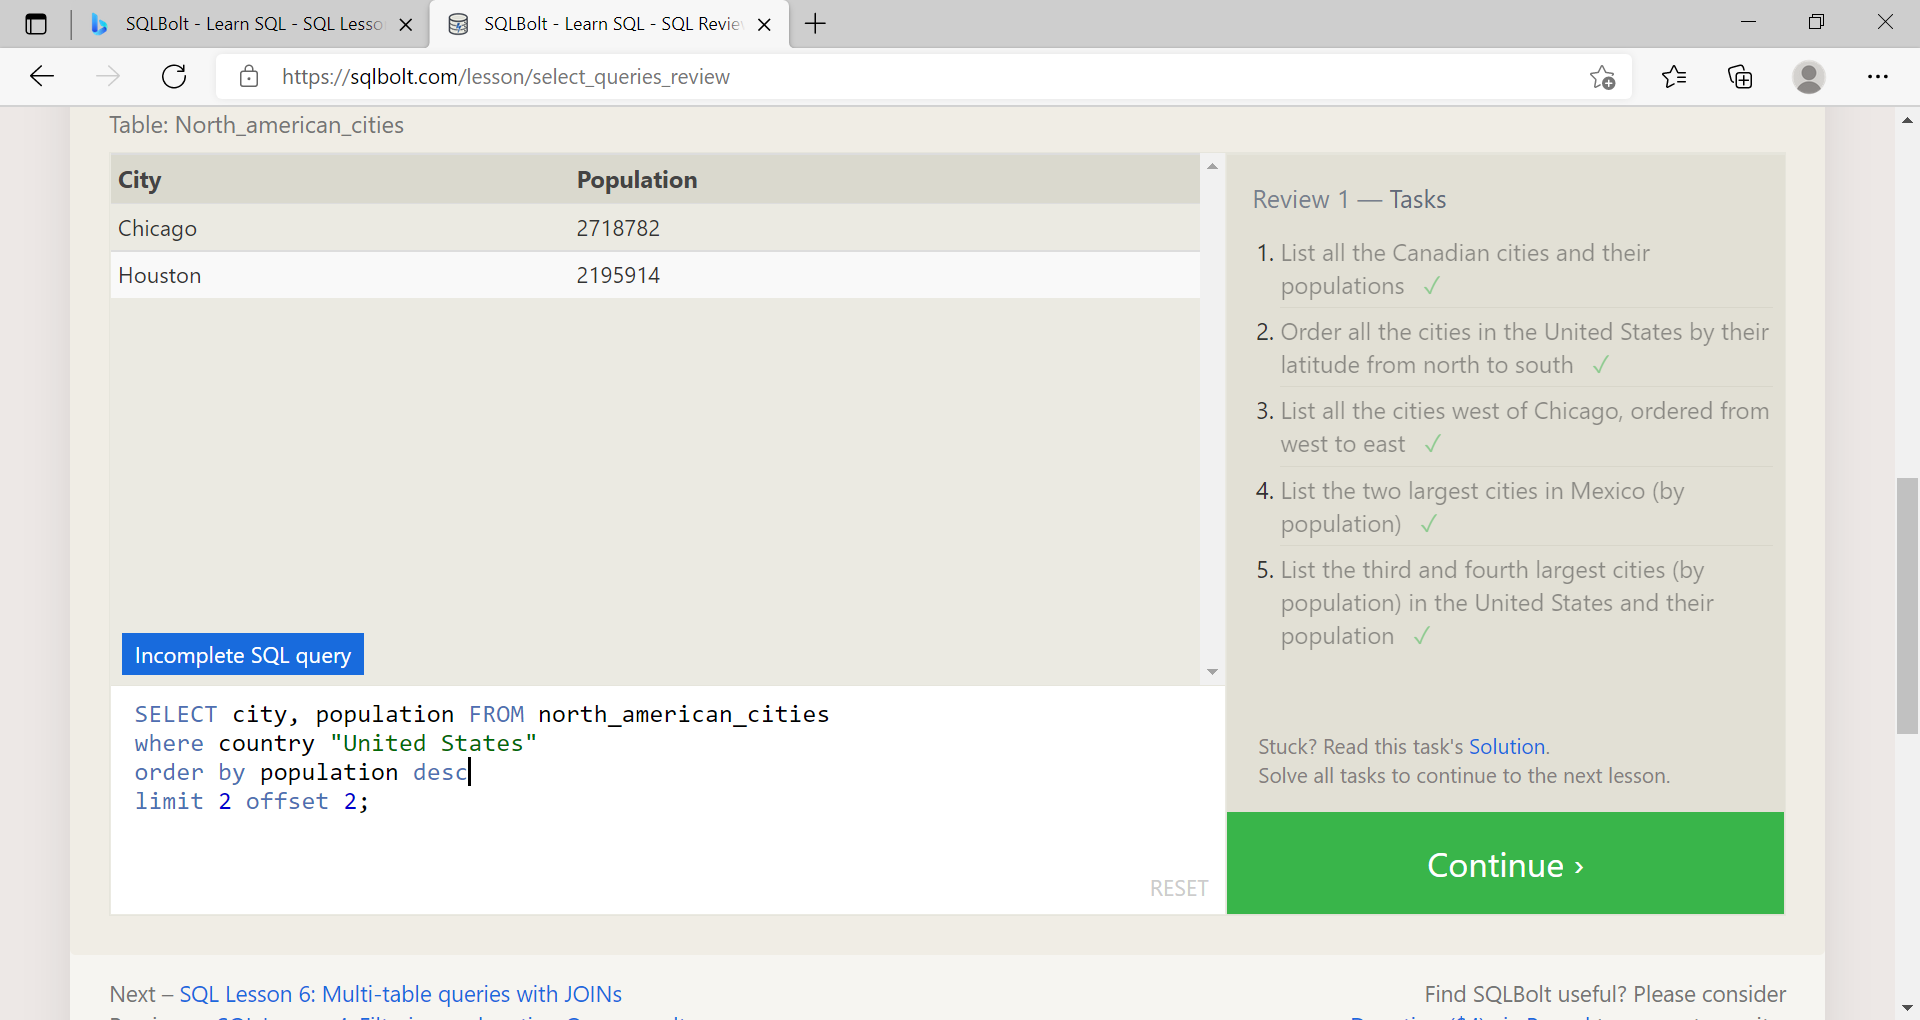 SQLBolt - Learn SQL - SQL Lesso
SQLBolt - Learn SQL - SQL Revie
https://sqlbolt.com/lesson/select_queries_review
Table: North_american_cities
City Population
Chicago 2718782
Houston 2195914
Incomplete SQL query
SELECT city, population FROM north_american_cities
where country "United States"
order by population desc
limit 2 offset 2;
RESET
Review 1 — Tasks
1. List all the Canadian cities and their
populations ✓
2. Order all the cities in the United States by their
latitude from north to south ✓
3. List all the cities west of Chicago, ordered from
west to east ✓
4. List the two largest cities in Mexico (by
population) ✓
5. List the third and fourth largest cities (by
population) in the United States and their
population ✓
Stuck? Read this task's Solution.
Solve all tasks to continue to the next lesson.
Continue ›
Next – SQL Lesson 6: Multi-table queries with JOINs
Find SQLBolt useful? Please consider